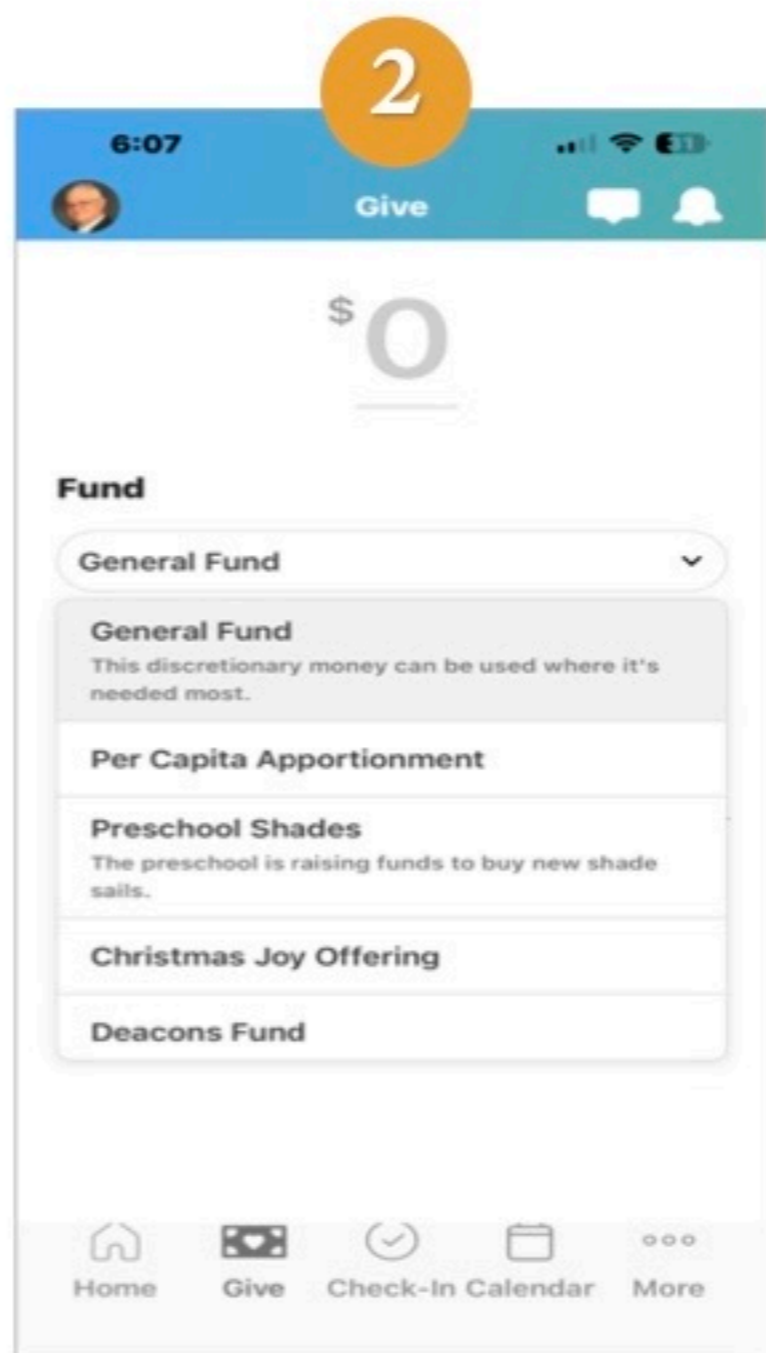 2
6:07
Give
$0
Fund
General Fund
General Fund
This discretionary money can be used where it's
needed most.
Per Capita Apportionment
Preschool Shades
The preschool is raising funds to buy new shade
sails.
Christmas Joy Offering
Deacons Fund
Home Give Check-In Calendar More